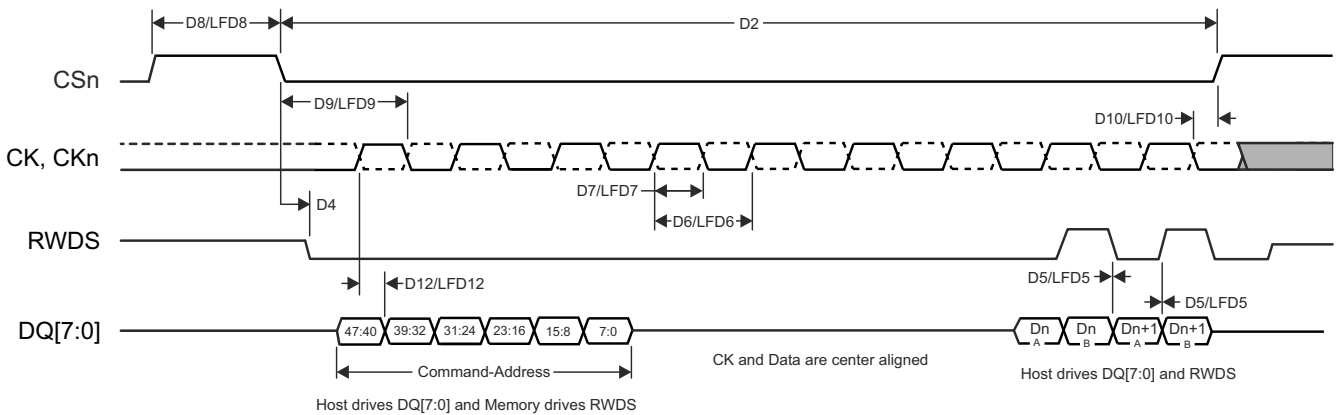 D8/LFD8
D2
CSn
D9/LFD9
D10/LFD10
CK, CKn
D7/LFD7
D4
D6/LFD6
RWDS
D12/LFD12
D5/LFD5
D5/LFD5
DQ[7:0]
47:40 39:32 31:24 23:16 15:8 7:0
Dn Dn Dn+1 Dn+1
A B A B
Command-Address
CK and Data are center aligned
Host drives DQ[7:0] and RWDS
Host drives DQ[7:0] and Memory drives RWDS